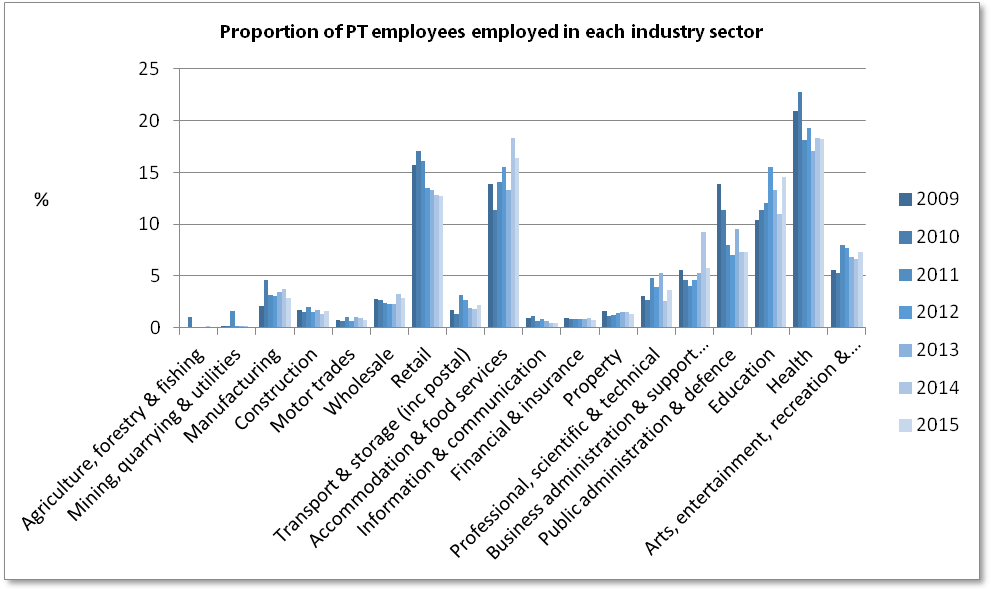 Proportion of PT employees employed in each industry sector
25
20
15
10
5
0
%
Agriculture, forestry & fishing
Mining, quarrying & utilities
Manufacturing
Construction
Motor trades
Wholesale
Retail
Transport & storage (inc postal)
Accommodation & food services
Information & communication
Financial & insurance
Property
Professional, scientific & technical
Business administration & support...
Public administration & defence
Education
Health
Arts, entertainment, recreation &...
2009
2010
2011
2012
2013
2014
2015